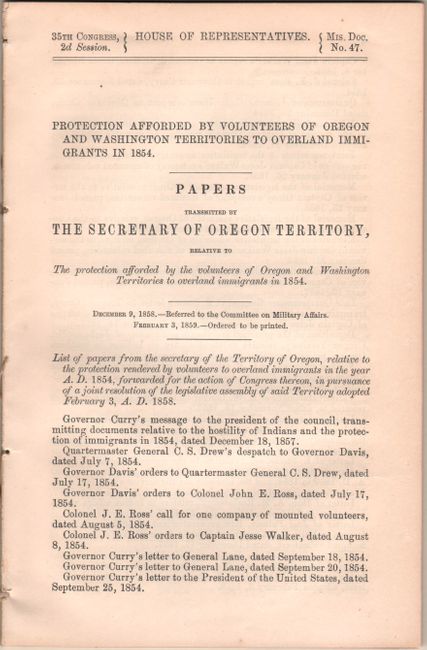 35TH CONGRESS, } HOUSE OF REPRESENTATIVES. { MIS. DOC.
2d Session. } { No. 47.
PROTECTION AFFORDED BY VOLUNTEERS OF OREGON
AND WASHINGTON TERRITORIES TO OVERLAND IMMI-
GRANTS IN 1854.
PAPERS
TRANSMITTED BY
THE SECRETARY OF OREGON TERRITORY,
RELATIVE TO
The protection afforded by the volunteers of Oregon and Washington
Territories to overland immigrants in 1854.
DECEMBER 9, 1858.—Referred to the Committee on Military Affairs.
FEBRUARY 3, 1859.—Ordered to be printed.
List of papers from the secretary of the Territory of Oregon, relative to
the protection rendered by volunteers to overland immigrants in the year
A. D. 1854, forwarded for the action of Congress thereon, in pursuance
of a joint resolution of the legislative assembly of said Territory adopted
February 3, A. D. 1858.
Governor Curry's message to the president of the council, trans-
mitting documents relative to the hostility of Indians and the protec-
tion of immigrants in 1854, dated December 18, 1857.
Quartermaster General C. S. Drew's despatch to Governor Davis,
dated July 7, 1854.
Governor Davis' orders to Quartermaster General C. S. Drew, dated
July 17, 1854.
Governor Davis' orders to Colonel John E. Ross, dated July 17,
1854.
Colonel J. E. Ross' call for one company of mounted volunteers,
dated August 5, 1854.
Colonel J. E. Ross' orders to Captain Jesse Walker, dated August
8, 1854.
Governor Curry's letter to General Lane, dated September 18, 1854.
Governor Curry's letter to General Lane, dated September 20, 1854.
Governor Curry's letter to the President of the United States, dated
September 25, 1854.